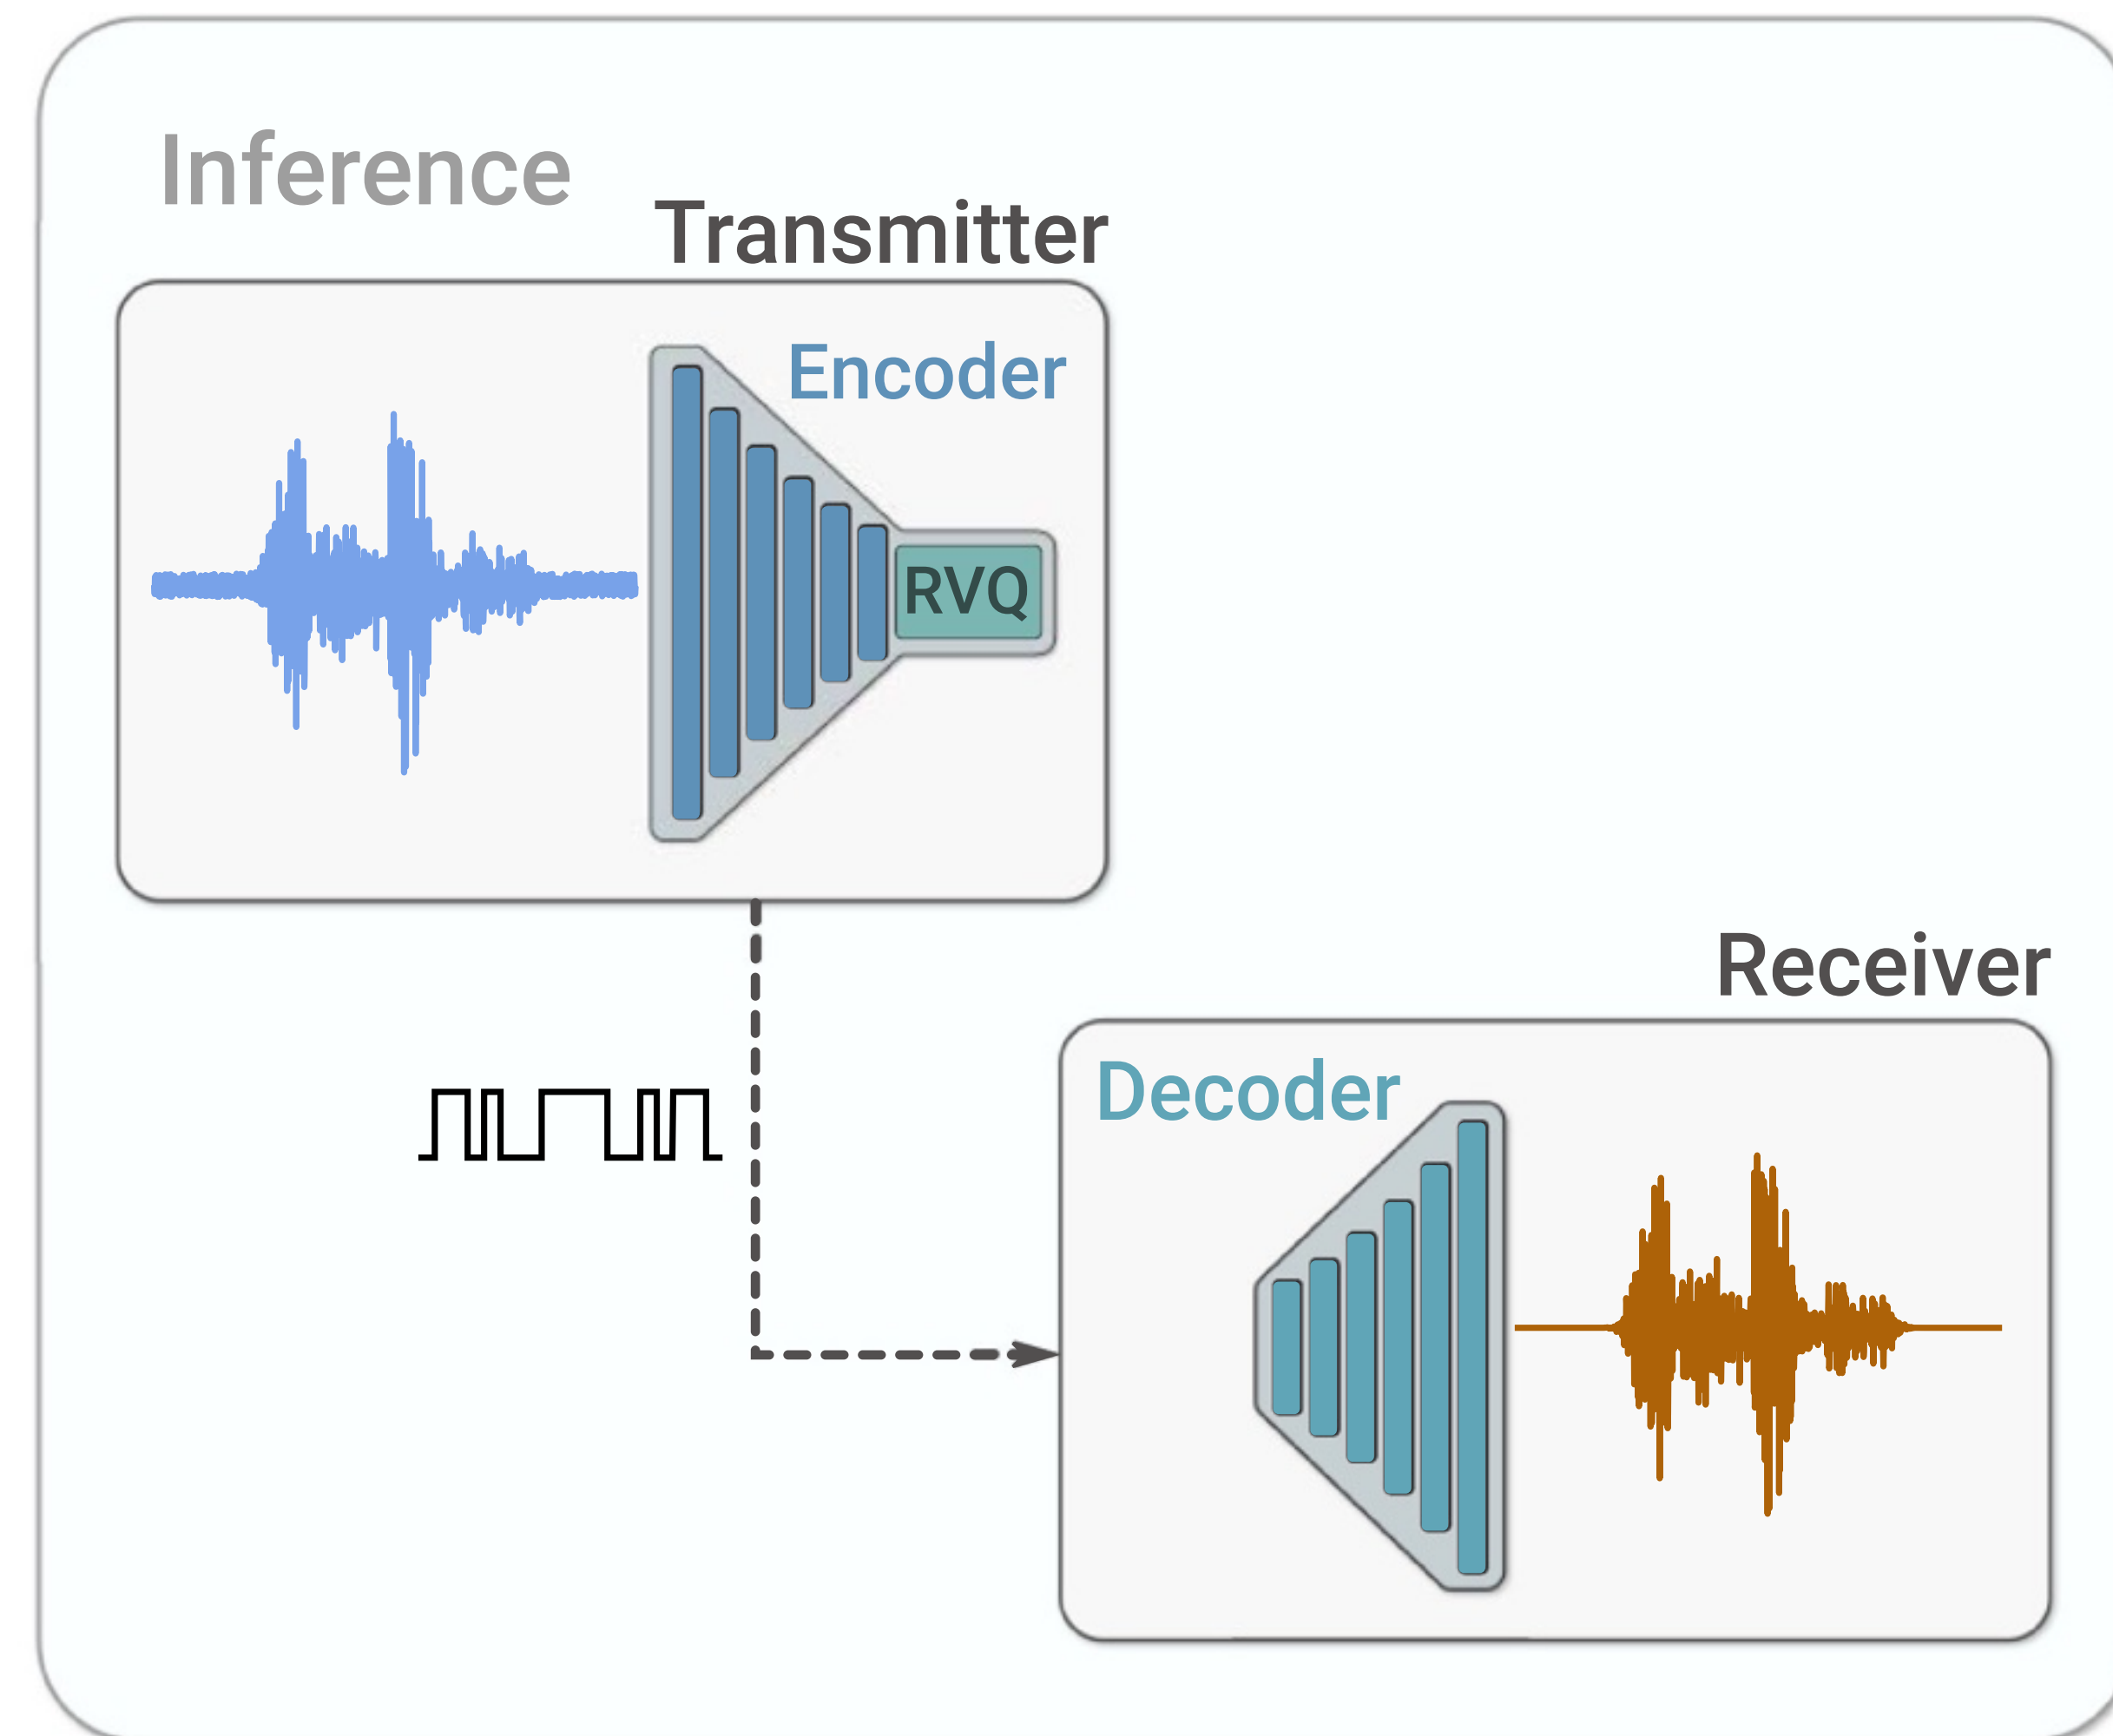 Inference
Transmitter
Encoder
RVQ
Receiver
Decoder